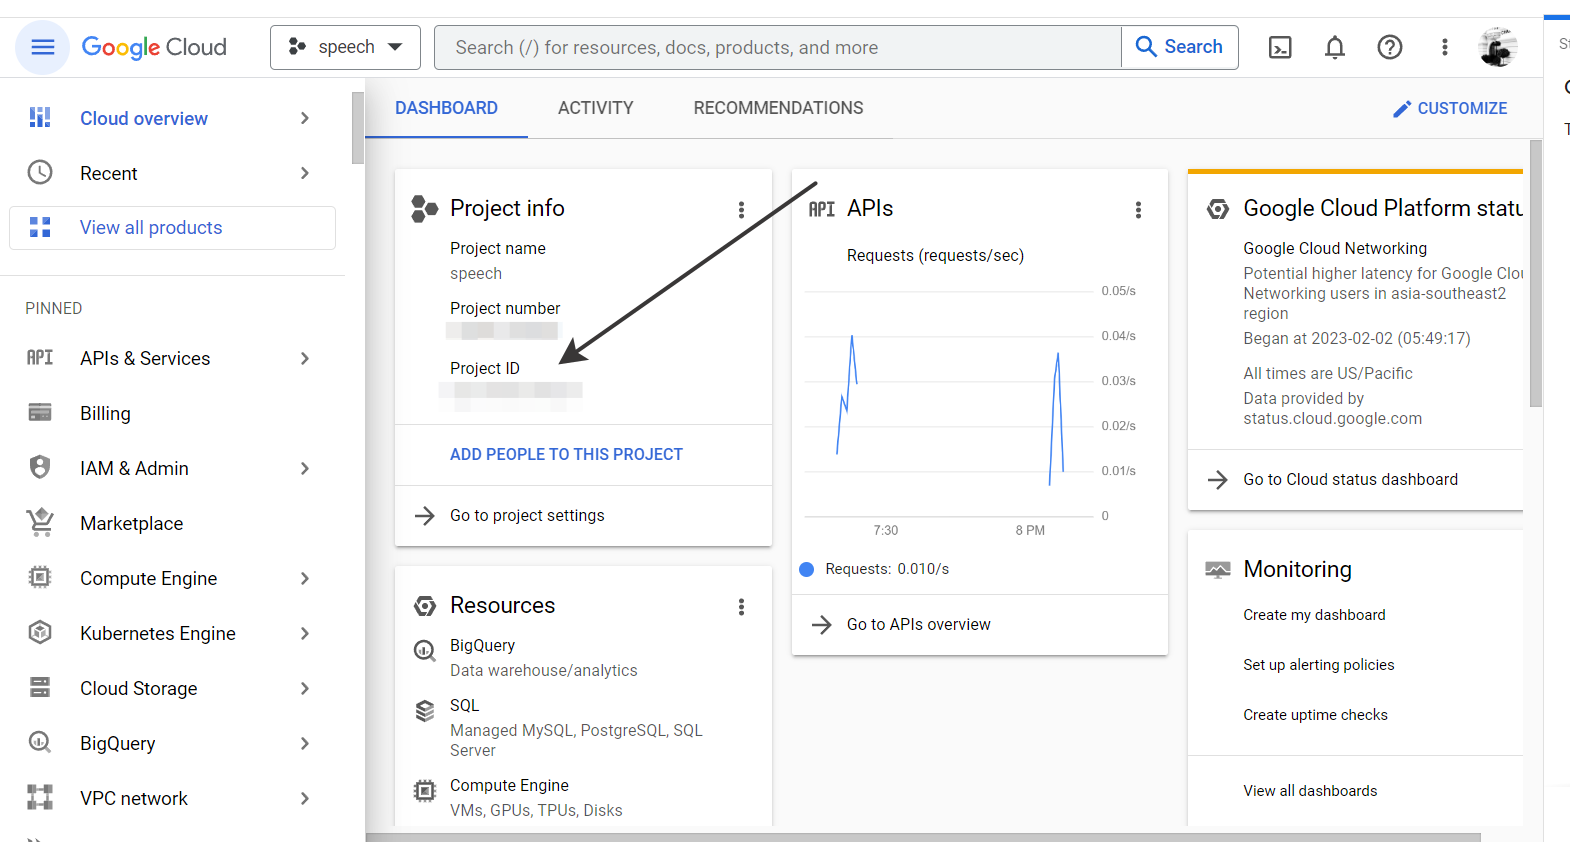 Google Cloud
speech
Search (/) for resources, docs, products, and more
Search
Cloud overview
Recent
View all products
PINNED
API
APIs & Services
Billing
IAM & Admin
Marketplace
Compute Engine
Kubernetes Engine
Cloud Storage
BigQuery
VPC network
DASHBOARD
ACTIVITY
RECOMMENDATIONS
CUSTOMIZE
Project info
Project name
speech
Project number
Project ID
ADD PEOPLE TO THIS PROJECT
Go to project settings
Resources
BigQuery
Data warehouse/analytics
SQL
Managed MySQL, PostgreSQL, SQL
Server
Compute Engine
VMs, GPUs, TPUs, Disks
API
APIs
Requests (requests/sec)
0.05/s
0.04/s
0.03/s
0.02/s
0.01/s
0
7:30
8 PM
Requests: 0.010/s
Go to APIs overview
Google Cloud Platform statu
Google Cloud Networking
Potential higher latency for Google Clou
Networking users in asia-southeast2
region
Began at 2023-02-02 (05:49:17)
All times are US/Pacific
Data provided by
status.cloud.google.com
Go to Cloud status dashboard
Monitoring
Create my dashboard
Set up alerting policies
Create uptime checks
View all dashboards